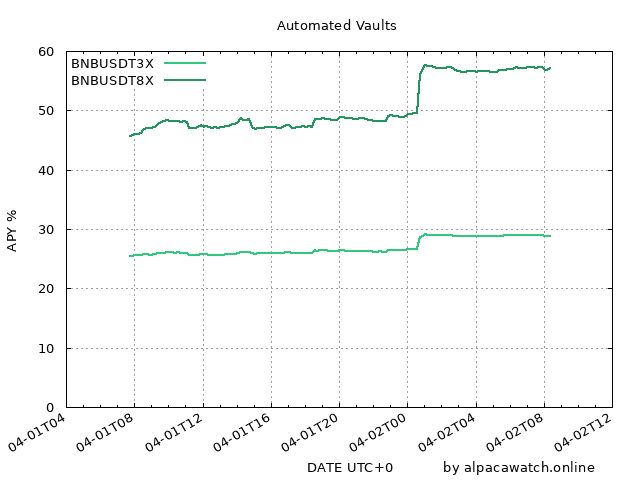 Automated Vaults
BNBUSDT3X
BNBUSDT8X
APY %
60
50
40
30
20
10
0
04-01T04
04-01T08
04-01T12
04-01T16
04-01T20
04-02T00
04-02T04
04-02T08
04-02T12
DATE UTC+0
by alpacawatch.online